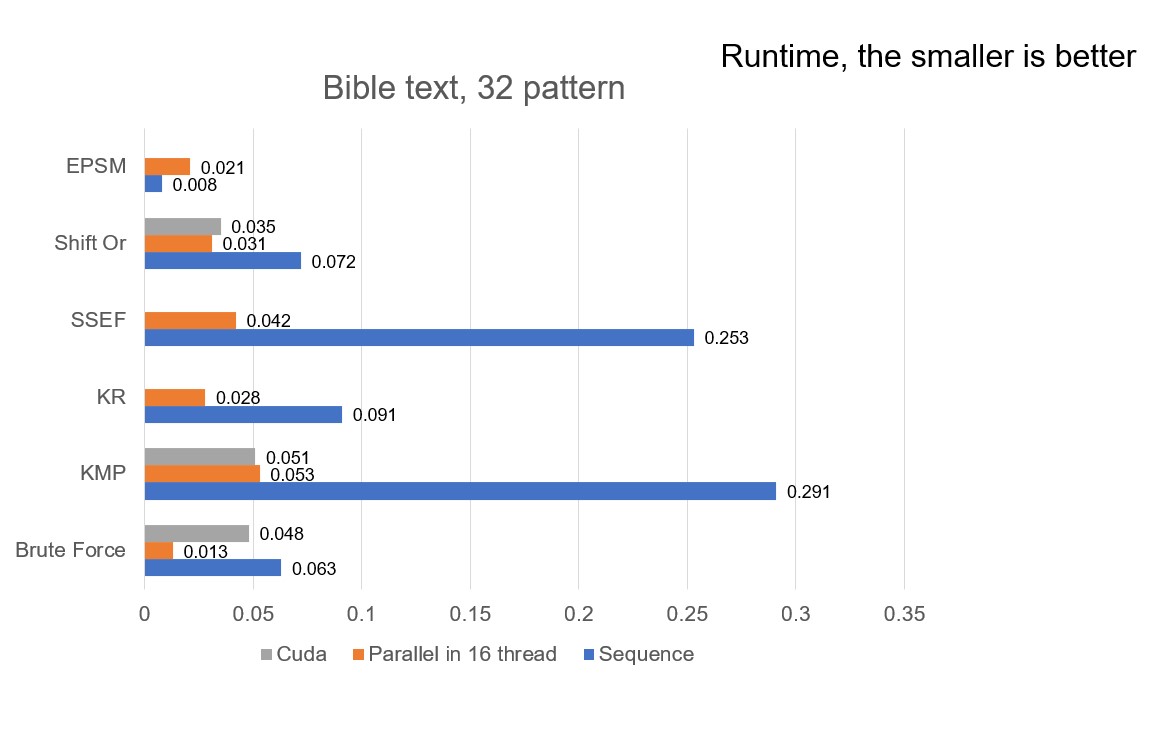 Runtime, the smaller is better
Bible text, 32 pattern
EPSM
0.021
0.008
Shift Or
0.035
0.031
0.072
SSEF
0.042
0.253
KR
0.028
0.091
KMP
0.051
0.053
0.291
Brute Force
0.048
0.013
0.063
0 0.05 0.1 0.15 0.2 0.25 0.3 0.35
Cuda Parallel in 16 thread Sequence